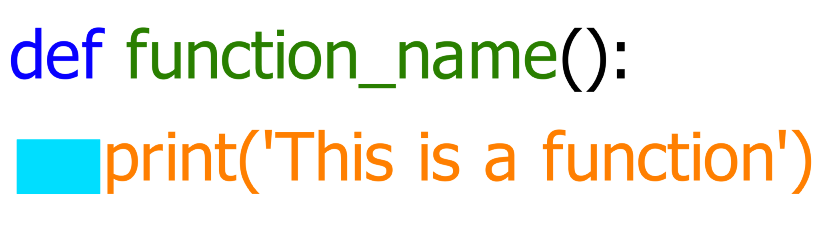 def function_name():
print('This is a function')